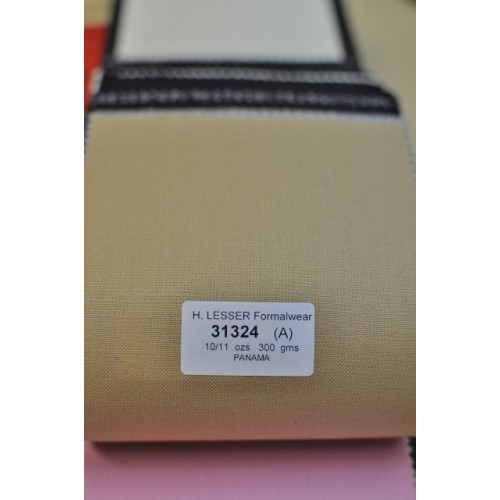 H. LESSER Formalwear
31324 (A)
10/11 ozs 300 gms
PANAMA